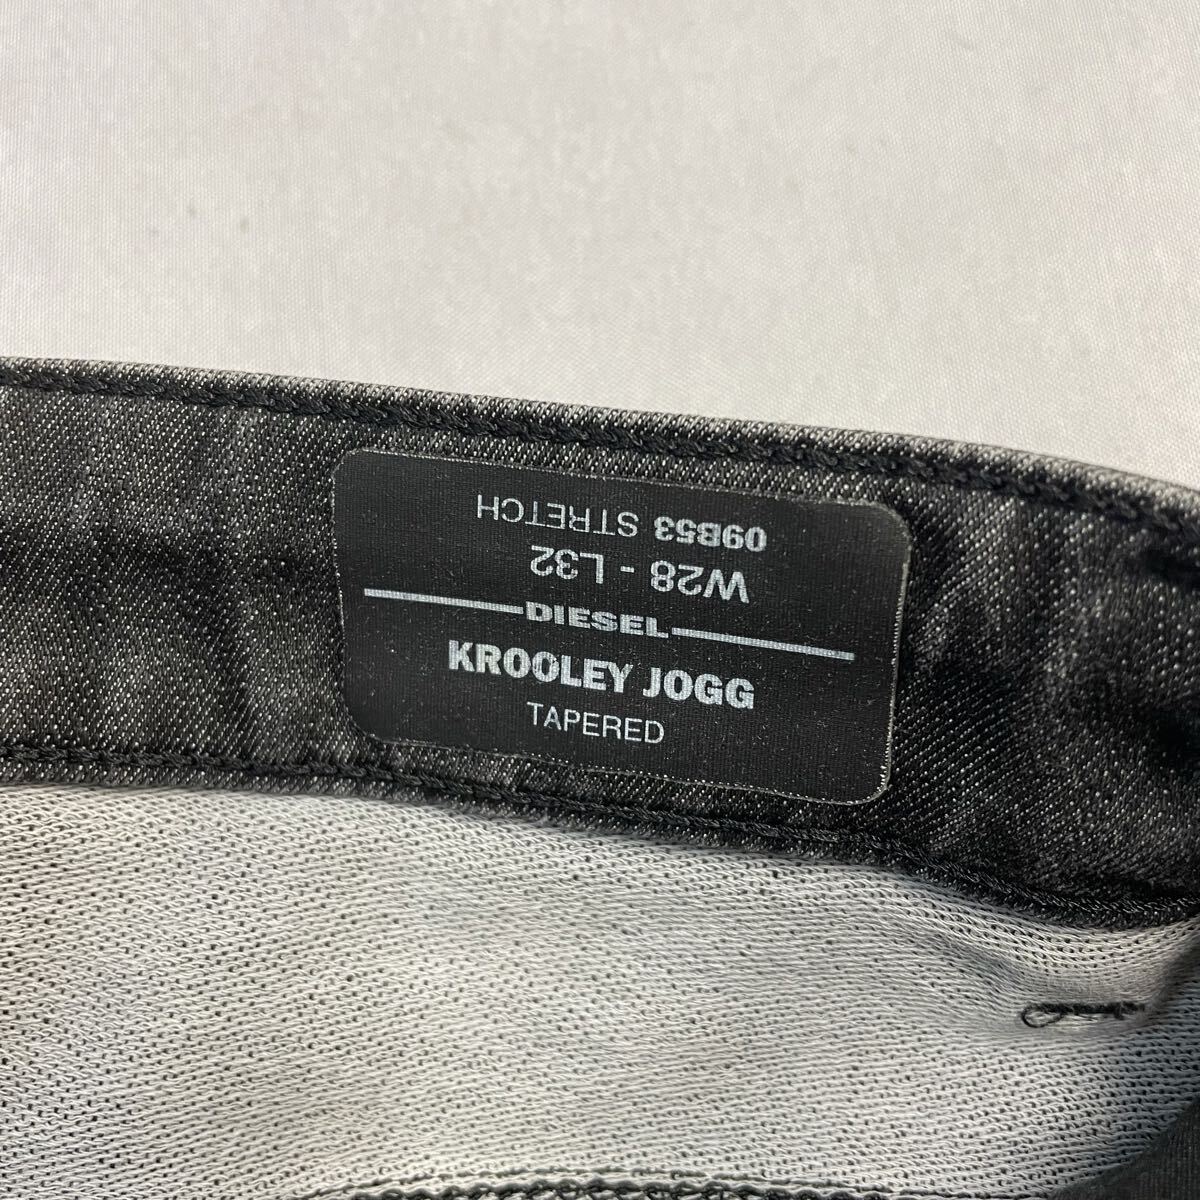 09B53 STRETCH
W28 - L32
DIESEL
KROOLEY JOGG
TAPERED